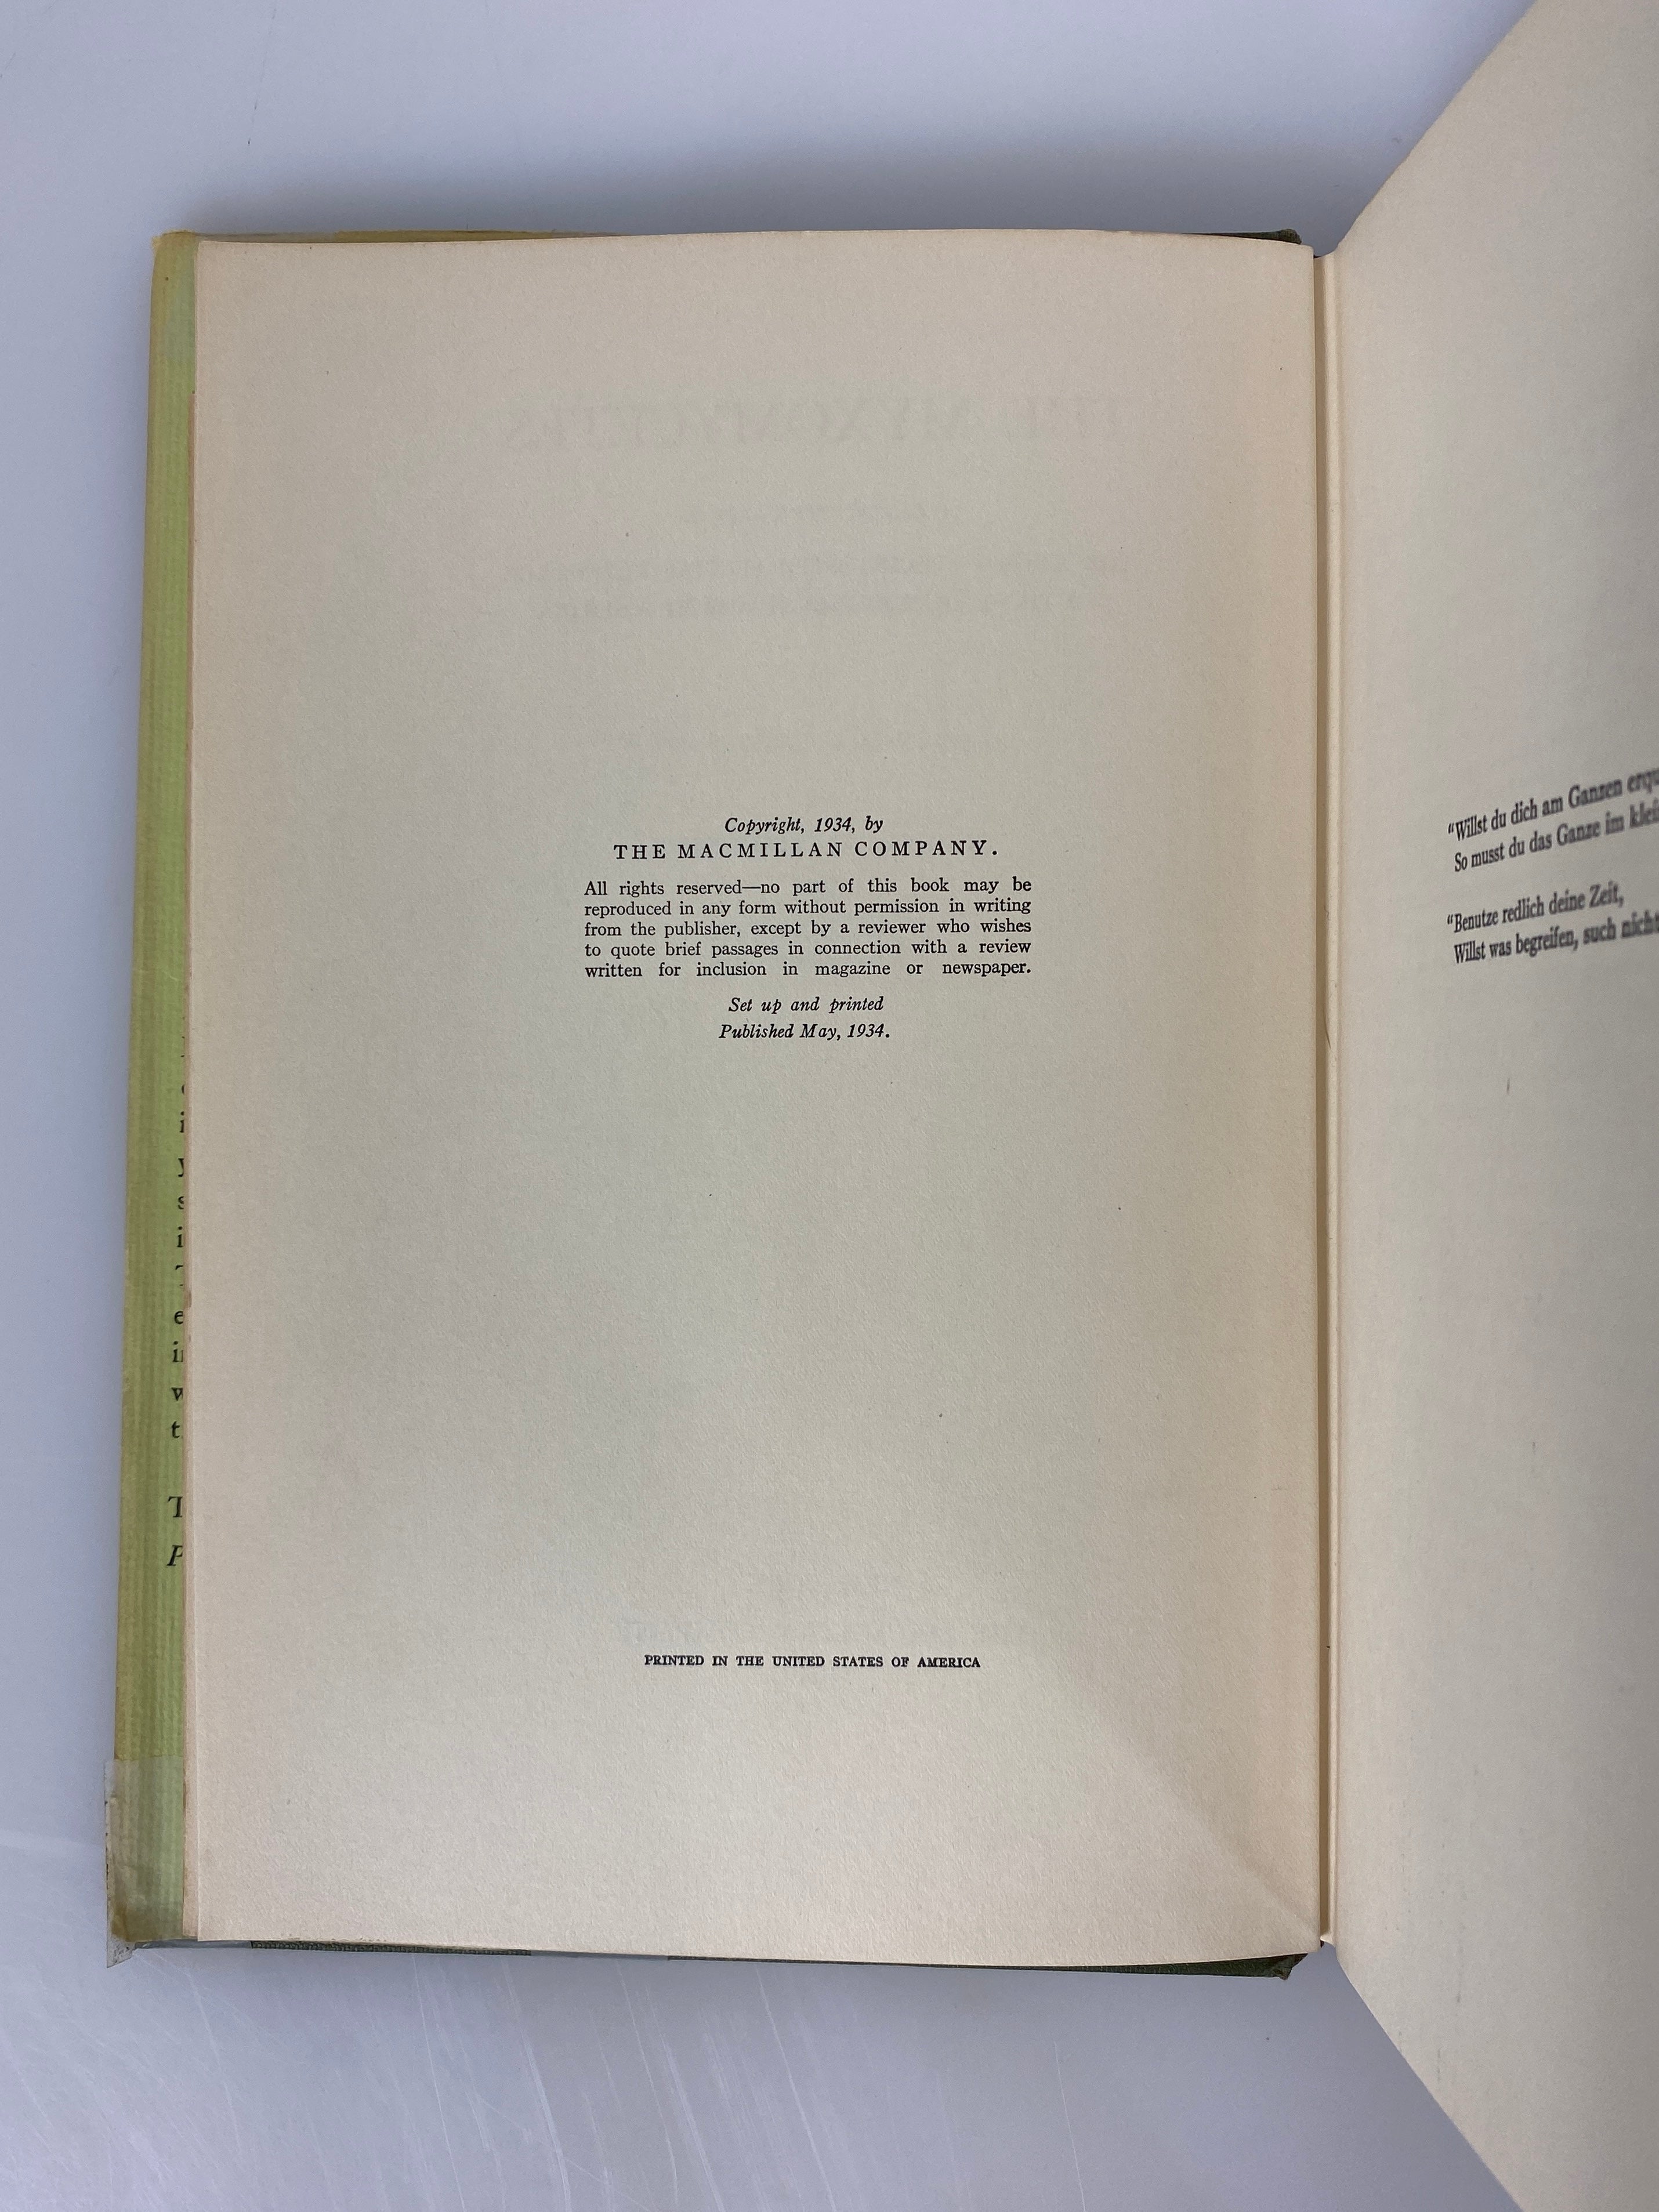 Copyright, 1934, by
THE MACMILLAN COMPANY.
All rights reserved—no part of this book may be
reproduced in any form without permission in writing
from the publisher, except by a reviewer who wishes
to quote brief passages in connection with a review
written for inclusion in magazine or newspaper.
Set up and printed
Published May, 1934.
PRINTED IN THE UNITED STATES OF AMERICA
"Willst du dich am Ganzen
So musst du das Ganze im
"Benutze redlich deine Zeit,
Willst was begreifen, such